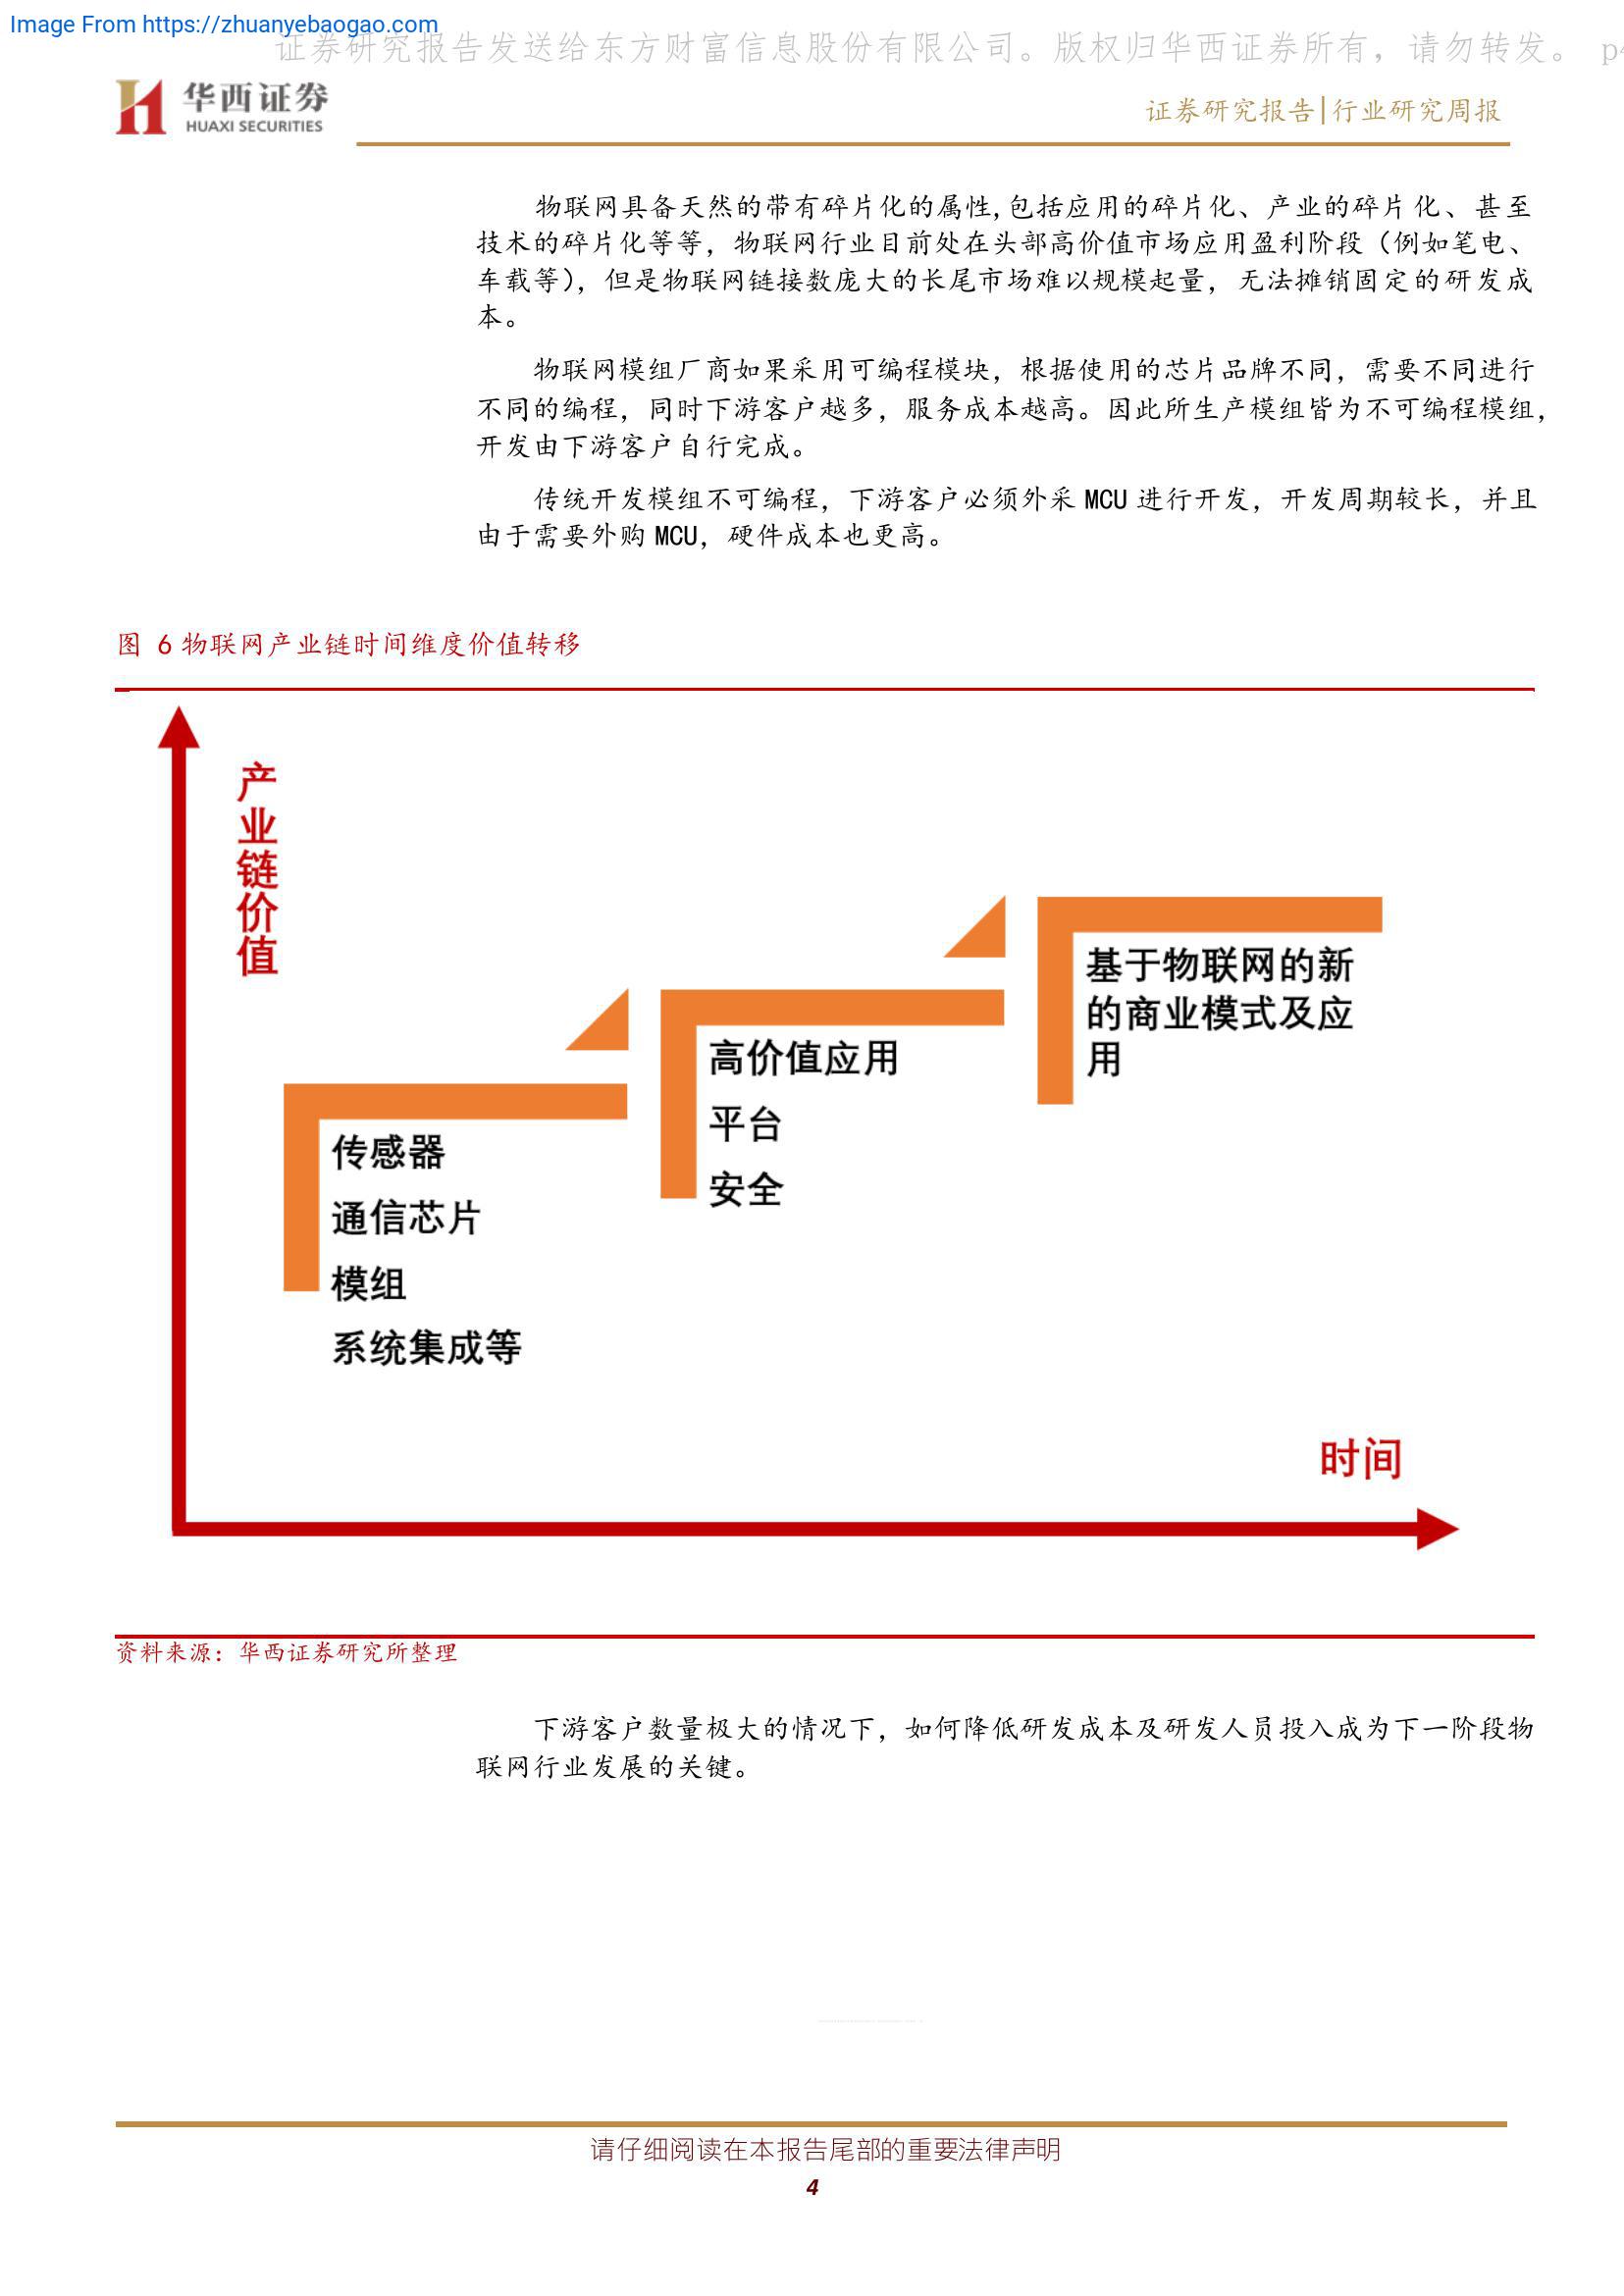 Image From https://zhuanyebaogao.com
证券研究报告发送给东方财富信息股份有限公司。版权归华西证券所有，请勿转发。 p4
华西证券
HUAXI SECURITIES
证券研究报告|行业研究周报
物联网具备天然的带有碎片化的属性,包括应用的碎片化、产业的碎片化、甚至
技术的碎片化等等，物联网行业目前处在头部高价值市场应用盈利阶段（例如笔电、
车载等），但是物联网链接数庞大的长尾市场难以规模起量，无法摊销固定的研发成
本。
物联网模组厂商如果采用可编程模块，根据使用的芯片品牌不同，需要不同进行
不同的编程，同时下游客户越多，服务成本越高。因此所生产模组皆为不可编程模组，
开发由下游客户自行完成。
传统开发模组不可编程，下游客户必须外采 MCU 进行开发，开发周期较长，并且
由于需要外购 MCU，硬件成本也更高。
图 6 物联网产业链时间维度价值转移
产业链价值
基于物联网的新
的商业模式及应
用
高价值应用
平台
安全
传感器
通信芯片
模组
系统集成等
时间
资料来源：华西证券研究所整理
下游客户数量极大的情况下，如何降低研发成本及研发人员投入成为下一阶段物
联网行业发展的关键。
请仔细阅读在本报告尾部的重要法律声明
4